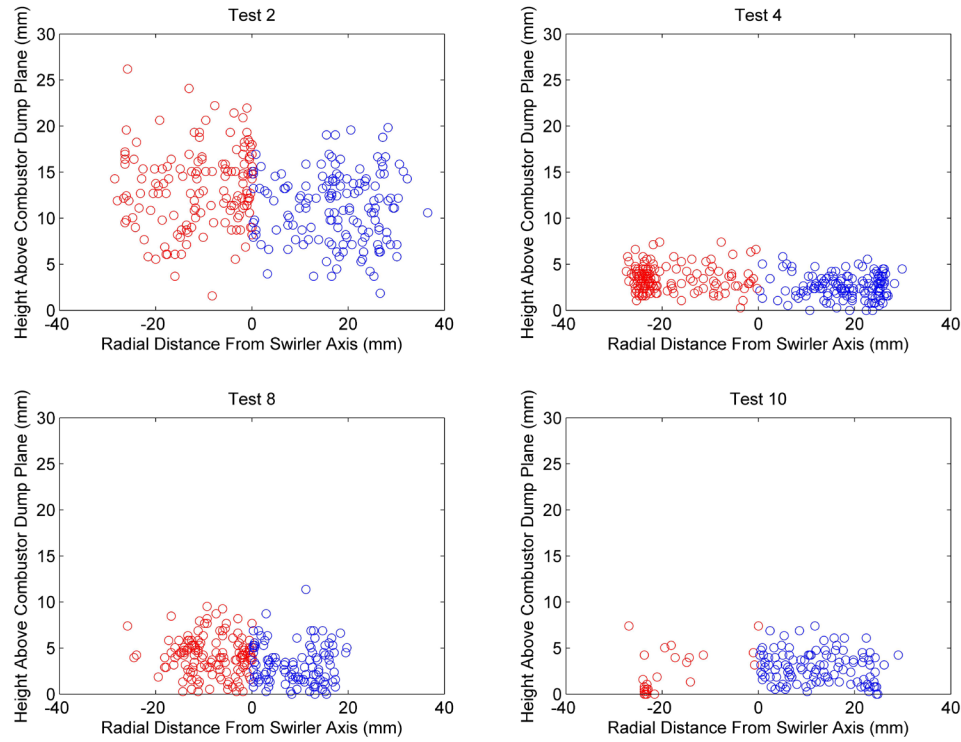 Test 2
Height Above Combustor Dump Plane (mm)
30
25
20
15
10
5
0
-40 -20 0 20 40
Radial Distance From Swirler Axis (mm)
Test 4
Height Above Combustor Dump Plane (mm)
30
25
20
15
10
5
0
-40 -20 0 20 40
Radial Distance From Swirler Axis (mm)
Test 8
Height Above Combustor Dump Plane (mm)
30
25
20
15
10
5
0
-40 -20 0 20 40
Radial Distance From Swirler Axis (mm)
Test 10
Height Above Combustor Dump Plane (mm)
30
25
20
15
10
5
0
-40 -20 0 20 40
Radial Distance From Swirler Axis (mm)